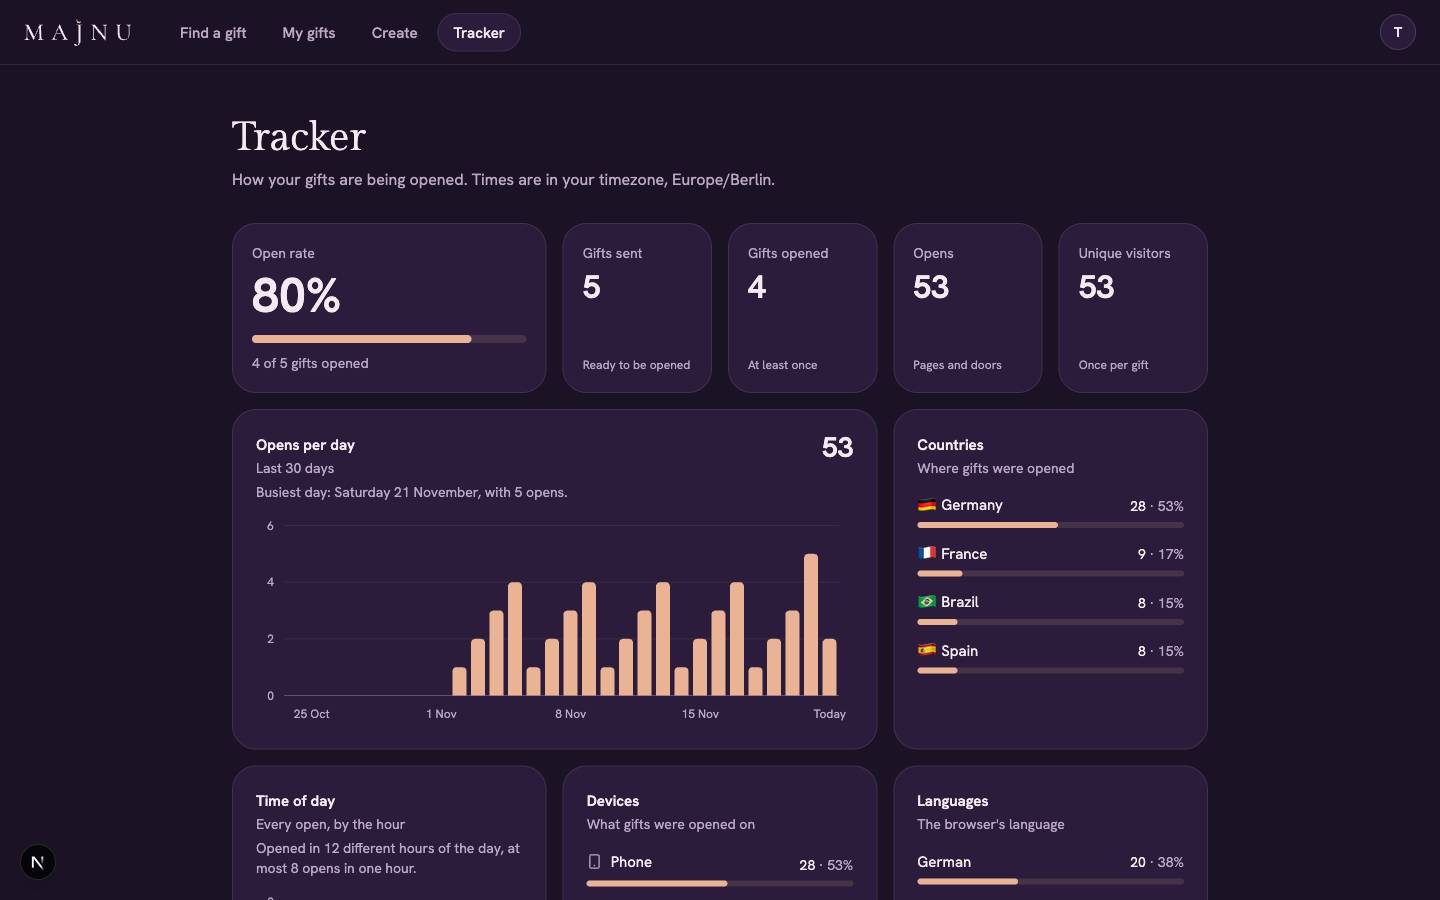 MAJNU
Find a gift
My gifts
Create
Tracker
T
Tracker
How your gifts are being opened. Times are in your timezone, Europe/Berlin.
Open rate
80%
4 of 5 gifts opened
Gifts sent
5
Ready to be opened
Gifts opened
4
At least once
Opens
53
Pages and doors
Unique visitors
53
Once per gift
Opens per day
53
Last 30 days
Busiest day: Saturday 21 November, with 5 opens.
6
4
2
0
25 Oct
1 Nov
8 Nov
15 Nov
Today
Countries
Where gifts were opened
Germany
28 · 53%
France
9 · 17%
Brazil
8 · 15%
Spain
8 · 15%
Time of day
Every open, by the hour
Opened in 12 different hours of the day, at
most 8 opens in one hour.
Devices
What gifts were opened on
Phone
28 · 53%
Languages
The browser's language
German
20 · 38%
N